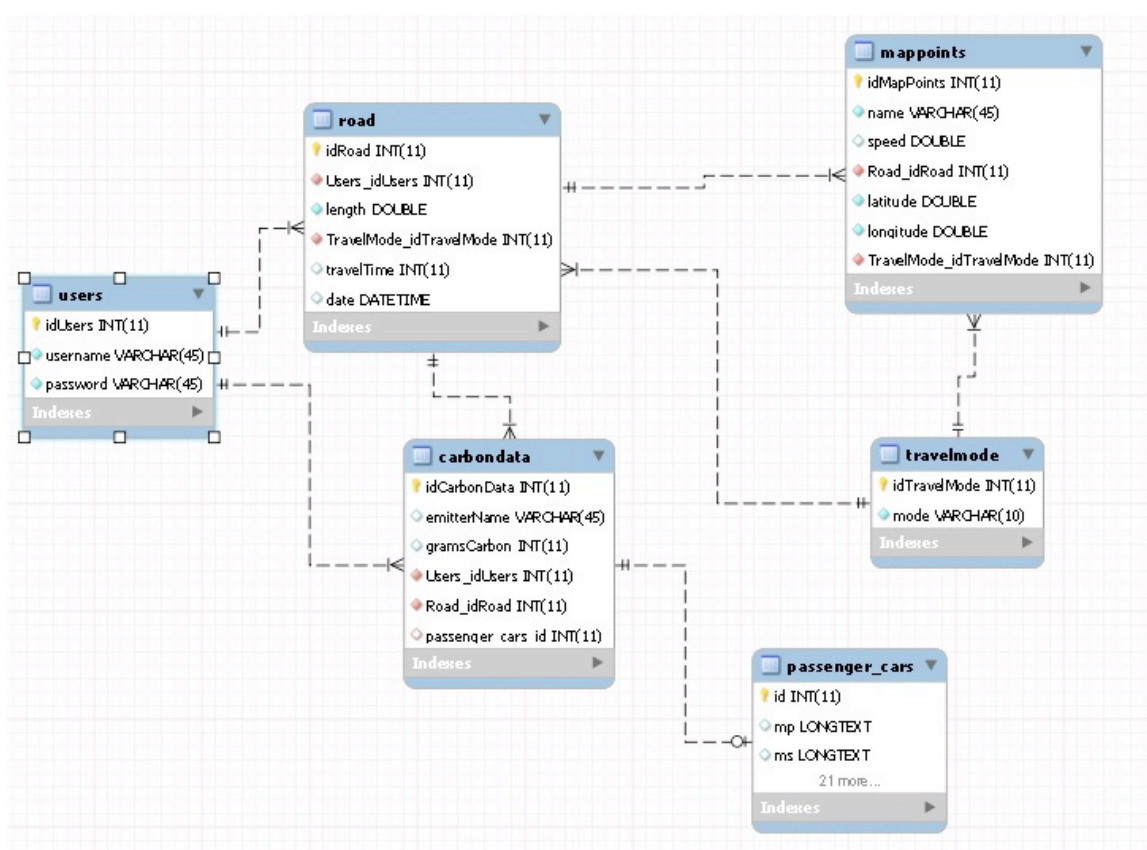 mappoints
idMapPoints INT(11)
name VARCHAR(45)
speed DOUBLE
Road_idRoad INT(11)
latitude DOUBLE
longitude DOUBLE
TravelMode_idTravelMode INT(11)
Indexes
road
idRoad INT(11)
Users_idUsers INT(11)
length DOUBLE
TravelMode_idTravelMode INT(11)
travelTime INT(11)
date DATETIME
Indexes
users
idUsers INT(11)
username VARCHAR(45)
password VARCHAR(45)
Indexes
carbondata
idCarbonData INT(11)
emitterName VARCHAR(45)
gramsCarbon INT(11)
Users_idUsers INT(11)
Road_idRoad INT(11)
passenger_cars_id INT(11)
Indexes
travelmode
idTravelMode INT(11)
mode VARCHAR(10)
Indexes
passenger_cars
id INT(11)
mp LONGTEXT
ms LONGTEXT
21 more...
Indexes